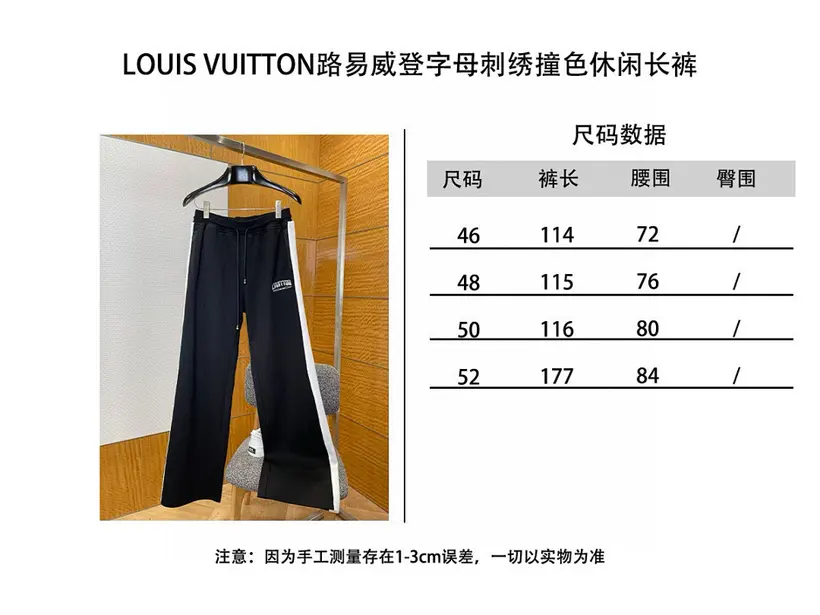 LOUIS VUITTON路易威登字母刺绣撞色休闲长裤
尺码数据
尺码 裤长 腰围 臀围
46 114 72 /
48 115 76 /
50 116 80 /
52 177 84 /
注意：因为手工测量存在1-3cm误差，一切以实物为准